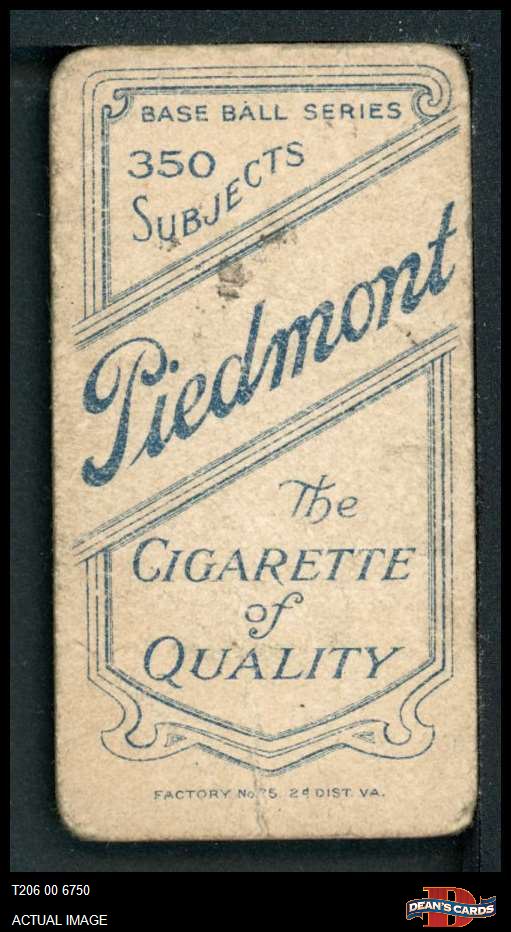 BASE BALL SERIES
350
SUBJECTS
Piedmont
The
CIGARETTE
of
QUALITY
FACTORY No 25, 2d DIST. VA.
T206 00 6750
ACTUAL IMAGE
D
DEAN'S CARDS